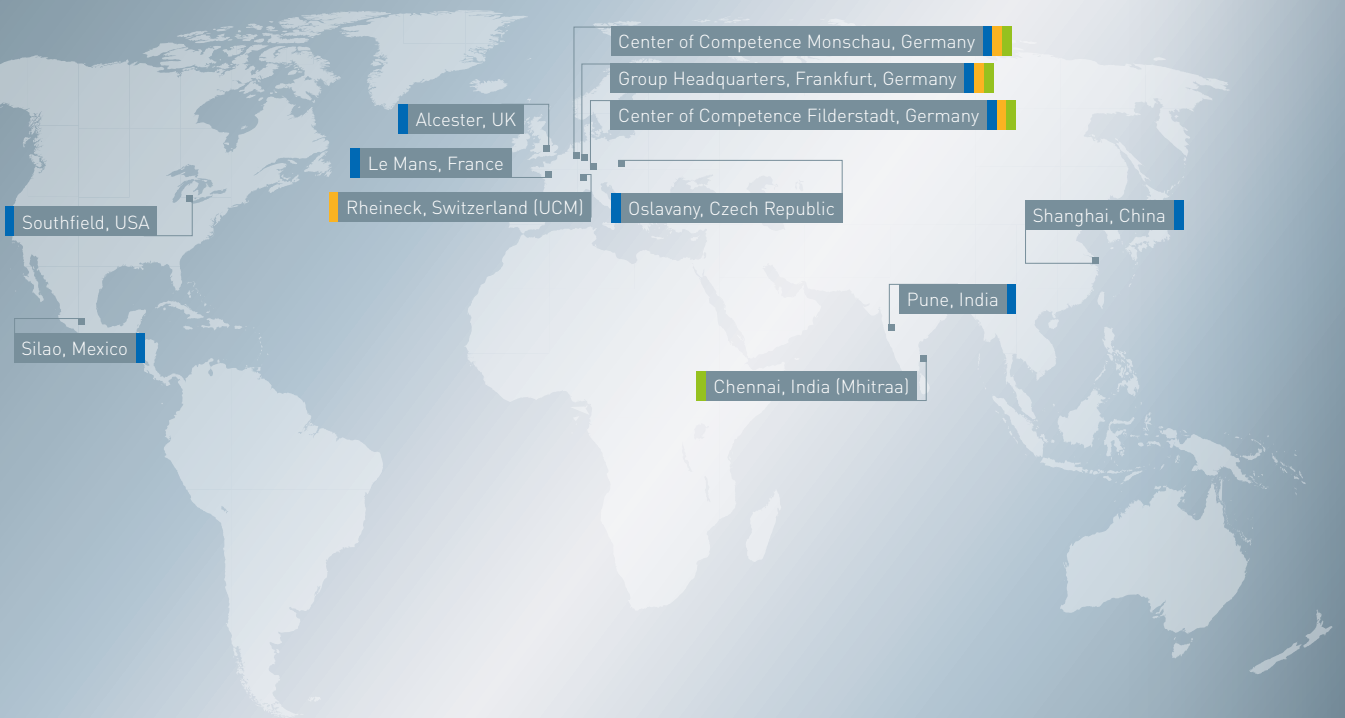 Center of Competence Monschau, Germany
Group Headquarters, Frankfurt, Germany
Center of Competence Filderstadt, Germany
Alcester, UK
Le Mans, France
Rheineck, Switzerland (UCM)
Oslavany, Czech Republic
Southfield, USA
Shanghai, China
Pune, India
Silao, Mexico
Chennai, India (Mhitraa)